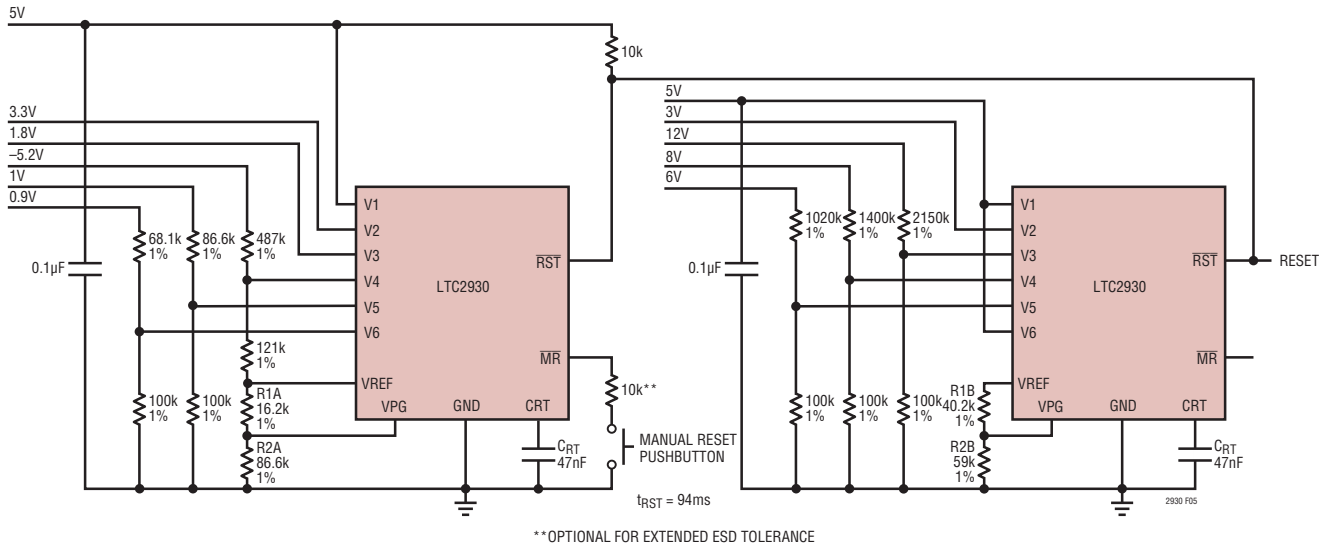 5V
10k
3.3V
1.8V
–5.2V
1V
0.9V
0.1µF
68.1k
1%
86.6k
1%
487k
1%
121k
1%
100k
1%
100k
1%
R1A
16.2k
1%
R2A
86.6k
1%
V1
V2
V3
V4
V5
V6
VREF
VPG
GND
CRT
LTC2930
RST
MR
10k**
MANUAL RESET
PUSHBUTTON
CRT
47nF
tRST = 94ms
5V
3V
12V
8V
6V
0.1µF
1020k
1%
1400k
1%
2150k
1%
100k
1%
100k
1%
100k
1%
R1B
40.2k
1%
R2B
59k
1%
V1
V2
V3
V4
V5
V6
VREF
VPG
GND
CRT
LTC2930
RST
MR
RESET
CRT
47nF
2930 F05
**OPTIONAL FOR EXTENDED ESD TOLERANCE